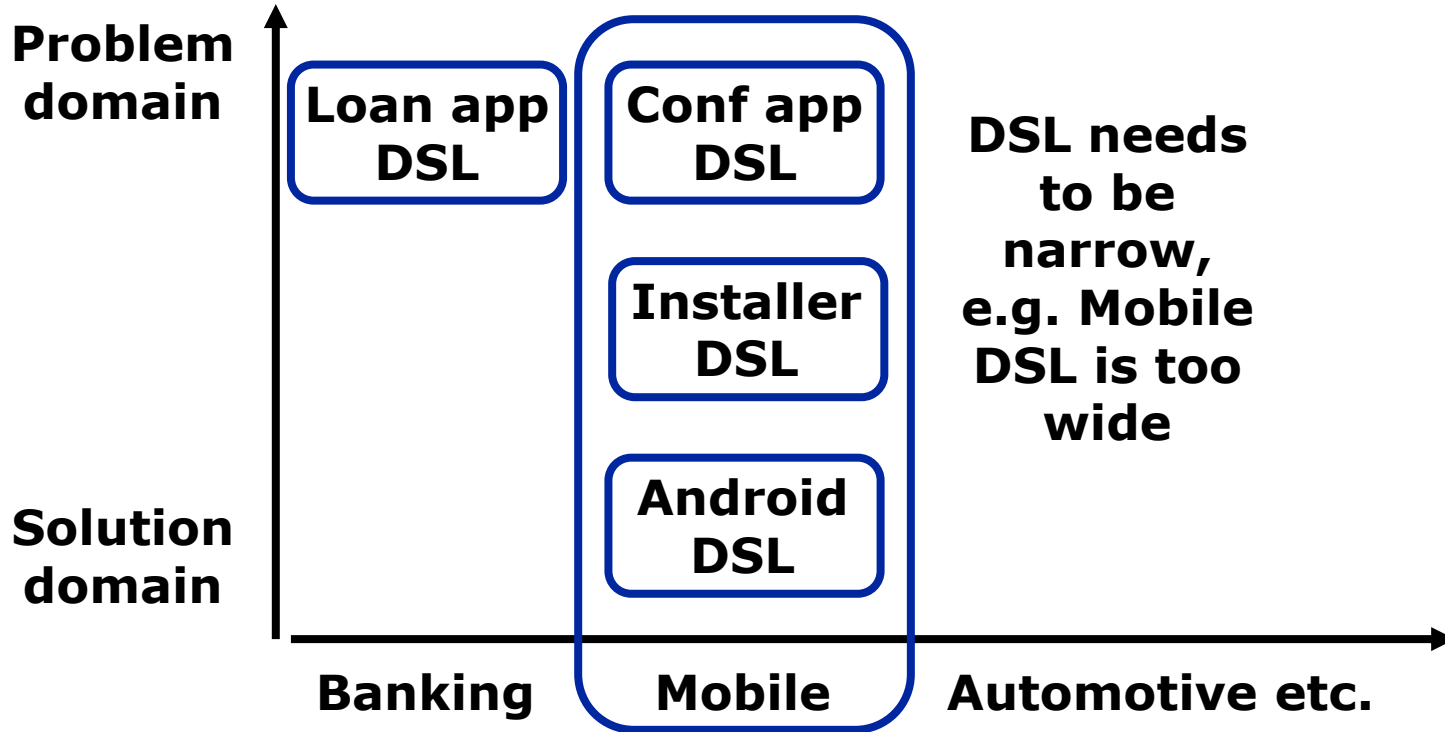 Problem
domain
Loan app
DSL
Conf app
DSL
DSL needs
to be
narrow,
e.g. Mobile
DSL is too
wide
Installer
DSL
Android
DSL
Solution
domain
Banking
Mobile
Automotive etc.